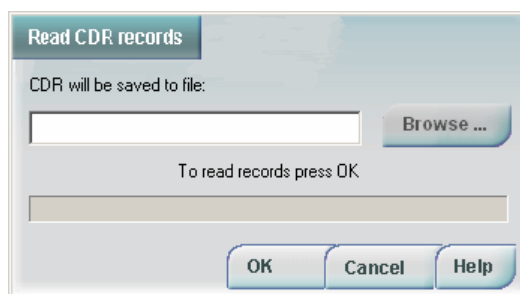 Read CDR records
CDR will be saved to file:
Browse ...
To read records press OK
OK Cancel Help